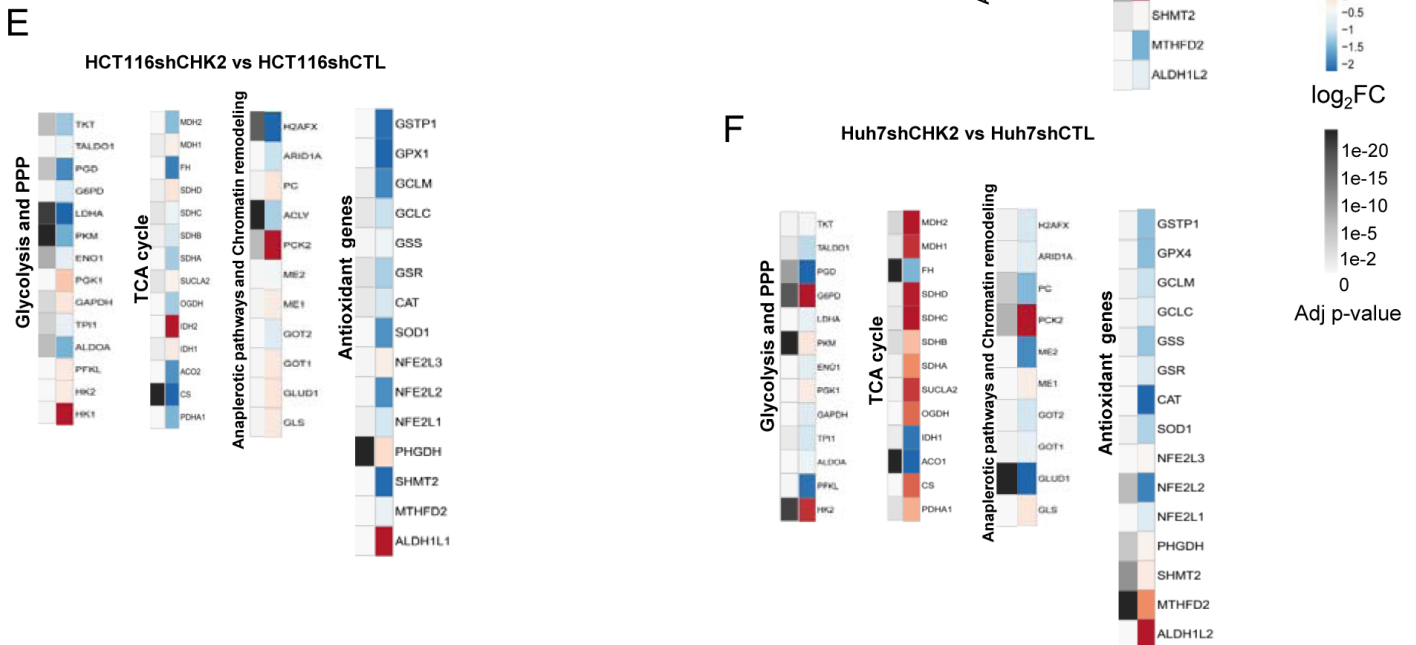 E
HCT116shCHK2 vs HCT116shCTL
Glycolysis and PPP
TKT
TALDO1
PGD
G6PD
LDHA
PKM
ENO1
PGK1
GAPDH
TPI1
ALDOA
PFKL
HK2
HK1
TCA cycle
MDH2
MDH1
FH
SDHD
SDHC
SDHB
SDHA
SUCLA2
OGDH
IDH2
IDH1
ACO2
CS
PDHA1
Anaplerotic pathways and Chromatin remodeling
H2AFX
ARID1A
PC
ACLY
PCK2
ME2
ME1
GOT2
GOT1
GLUD1
GLS
Antioxidant genes
GSTP1
GPX1
GCLM
GCLC
GSS
GSR
CAT
SOD1
NFE2L3
NFE2L2
NFE2L1
PHGDH
SHMT2
MTHFD2
ALDH1L1
SHMT2
MTHFD2
ALDH1L2
−0.5
−1
−1.5
−2
log₂FC
1e-20
1e-15
1e-10
1e-5
1e-2
0
Adj p-value
F
Huh7shCHK2 vs Huh7shCTL
Glycolysis and PPP
TKT
TALDO1
PGD
G6PD
LDHA
PKM
ENO1
PGK1
GAPDH
TPI1
ALDOA
PFKL
HK2
TCA cycle
MDH2
MDH1
FH
SDHD
SDHC
SDHB
SDHA
SUCLA2
OGDH
IDH1
ACO1
CS
PDHA1
Anaplerotic pathways and Chromatin remodeling
H2AFX
ARID1A
PC
PCK2
ME2
ME1
GOT2
GOT1
GLUD1
GLS
Antioxidant genes
GSTP1
GPX4
GCLM
GCLC
GSS
GSR
CAT
SOD1
NFE2L3
NFE2L2
NFE2L1
PHGDH
SHMT2
MTHFD2
ALDH1L2